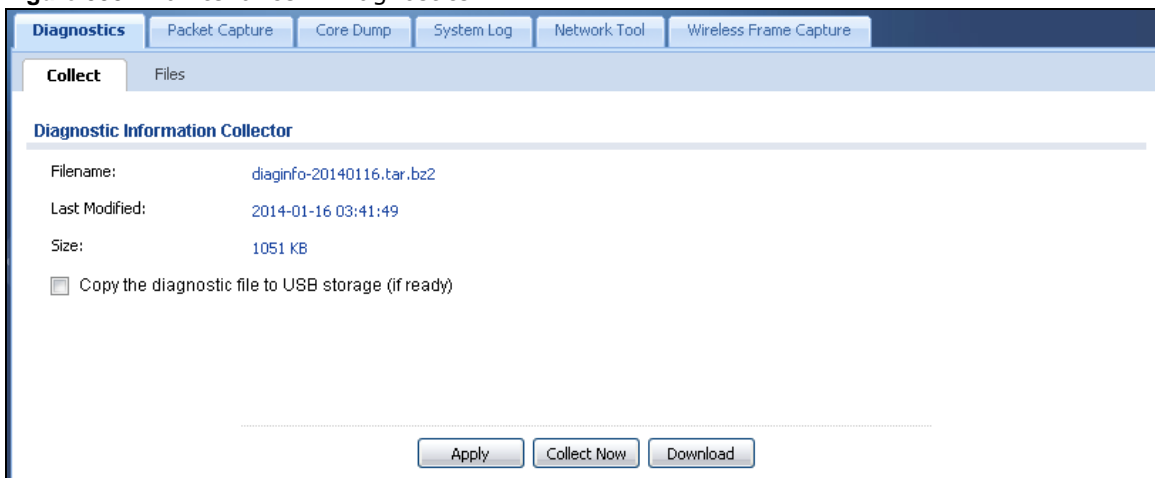 Diagnostics Packet Capture Core Dump System Log Network Tool Wireless Frame Capture
Collect Files
Diagnostic Information Collector
Filename: diaginfo-20140116.tar.bz2
Last Modified: 2014-01-16 03:41:49
Size: 1051 KB
Copy the diagnostic file to USB storage (if ready)
Apply Collect Now Download